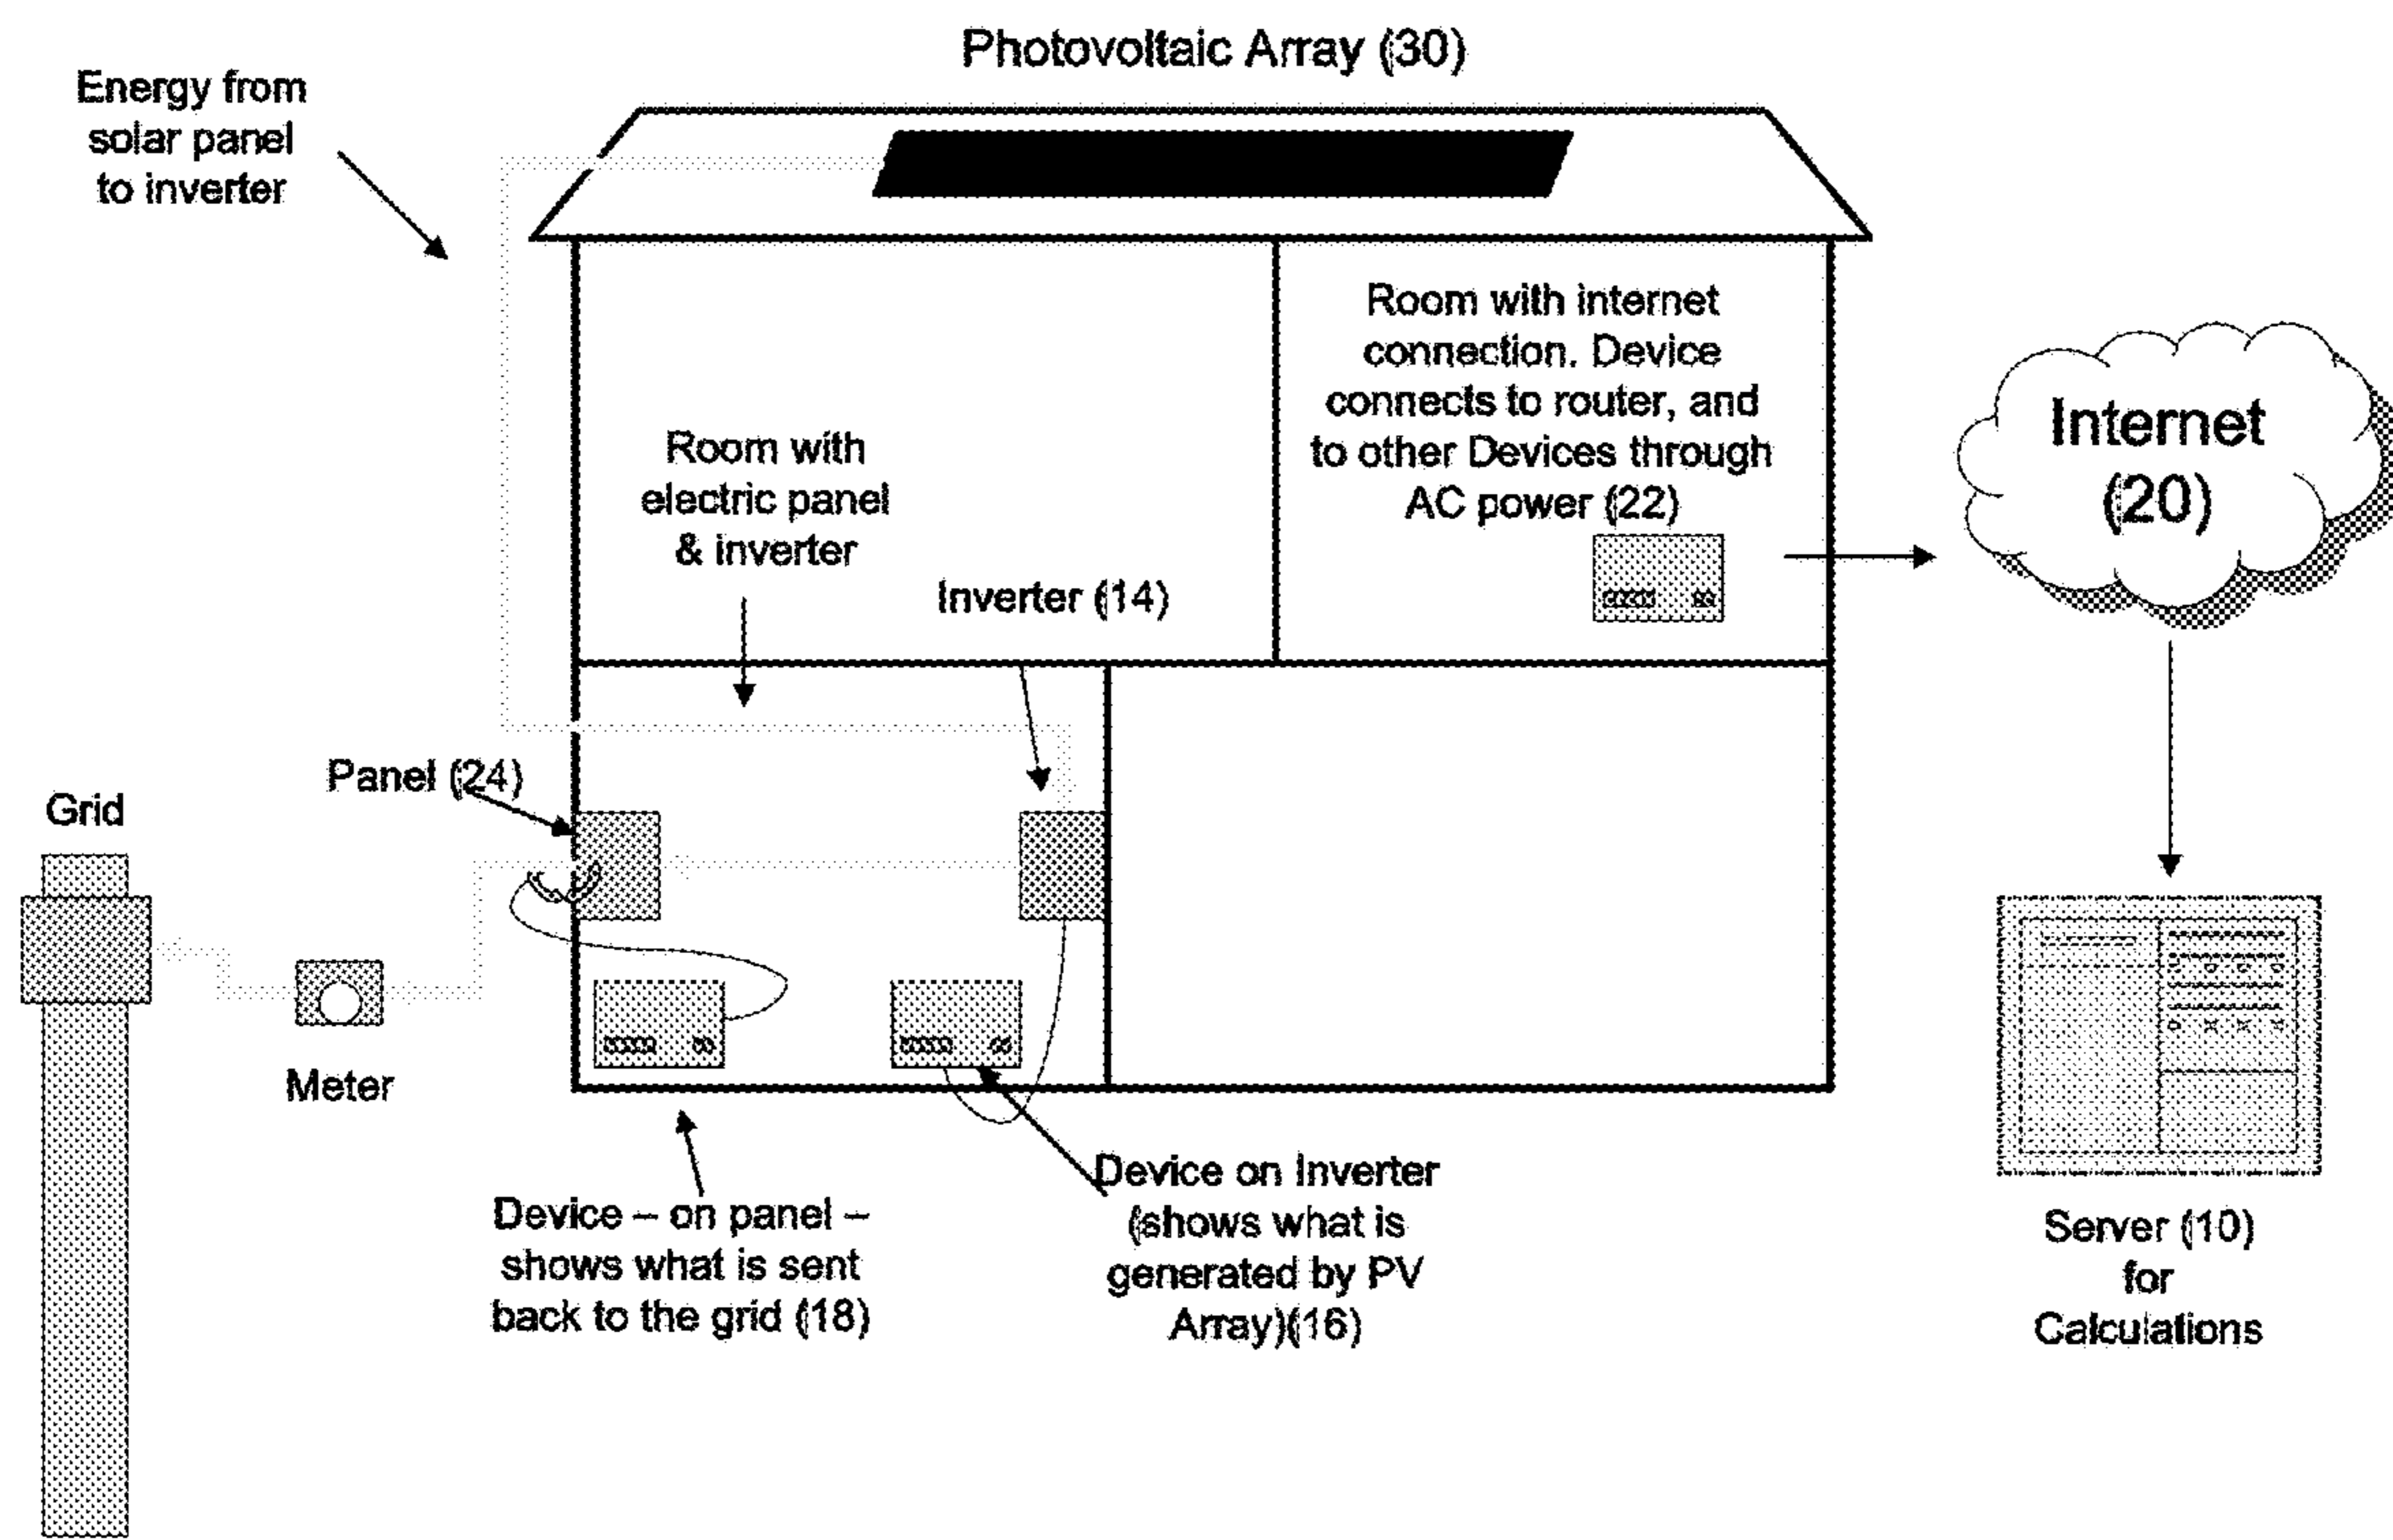 Photovoltaic Array (30)
Energy from
solar panel
to inverter
Room with internet
connection. Device
connects to router, and
to other Devices through
AC power (22)
Internet
(20)
Room with
electric panel
& inverter
Inverter (14)
Panel (24)
Grid
Meter
Device – on panel –
shows what is sent
back to the grid (18)
Device on Inverter
(shows what is
generated by PV
Array)(16)
Server (10)
for
Calculations